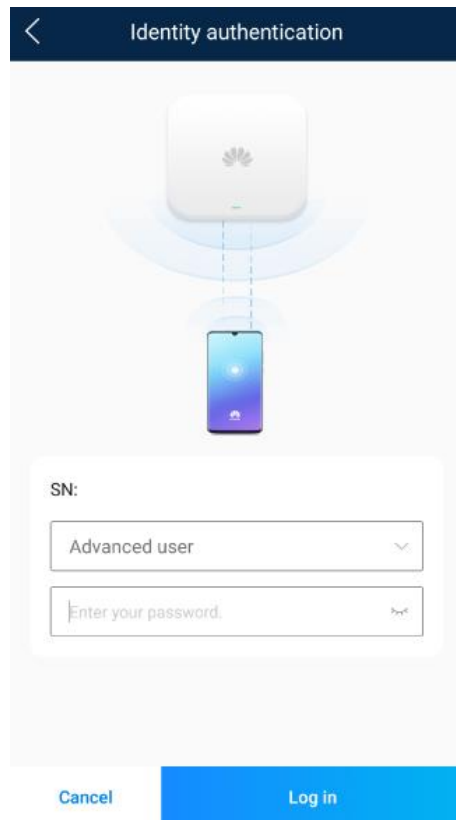 Identity authentication
SN:
Advanced user
Enter your password.
Cancel
Log in